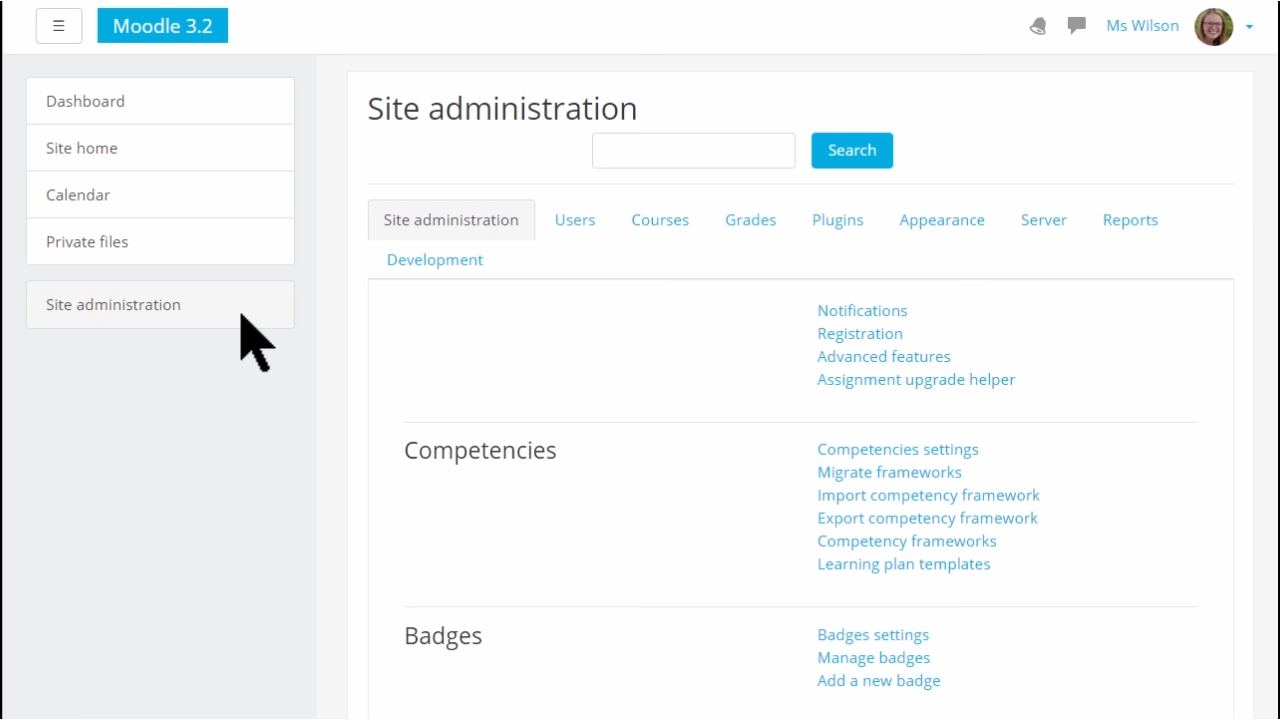 Moodle 3.2
Ms Wilson
Dashboard
Site home
Calendar
Private files
Site administration
Site administration
Search
Site administration Users Courses Grades Plugins Appearance Server Reports
Development
Notifications
Registration
Advanced features
Assignment upgrade helper
Competencies
Competencies settings
Migrate frameworks
Import competency framework
Export competency framework
Competency frameworks
Learning plan templates
Badges
Badges settings
Manage badges
Add a new badge